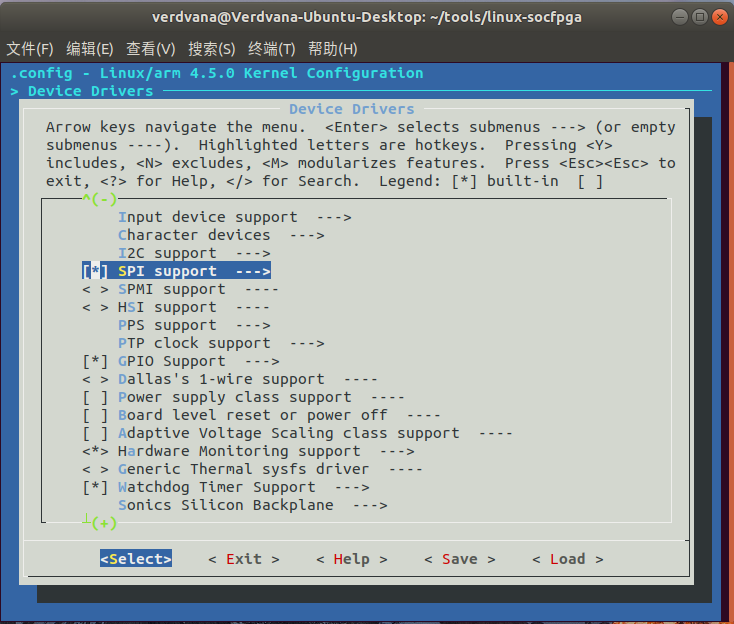 verdvana@Verdvana-Ubuntu-Desktop: ~/tools/linux-socfpga
文件(F) 编辑(E) 查看(V) 搜索(S) 终端(T) 帮助(H)
.config - Linux/arm 4.5.0 Kernel Configuration
> Device Drivers
Device Drivers
Arrow keys navigate the menu.  <Enter> selects submenus ---> (or empty
submenus ----).  Highlighted letters are hotkeys.  Pressing <Y>
includes, <N> excludes, <M> modularizes features.  Press <Esc><Esc> to
exit, <?> for Help, </> for Search.  Legend: [*] built-in  [ ]
^(-)
Input device support  --->
Character devices  --->
I2C support  --->
[*] SPI support  --->
< > SPMI support  ----
< > HSI support  ----
PPS support  --->
PTP clock support  --->
[*] GPIO Support  --->
< > Dallas's 1-wire support  ----
[ ] Power supply class support  ----
[ ] Board level reset or power off  ----
[ ] Adaptive Voltage Scaling class support  ----
<*> Hardware Monitoring support  --->
< > Generic Thermal sysfs driver  ----
[*] Watchdog Timer Support  --->
Sonics Silicon Backplane  --->
┴(+)
<Select>    < Exit >    < Help >    < Save >    < Load >